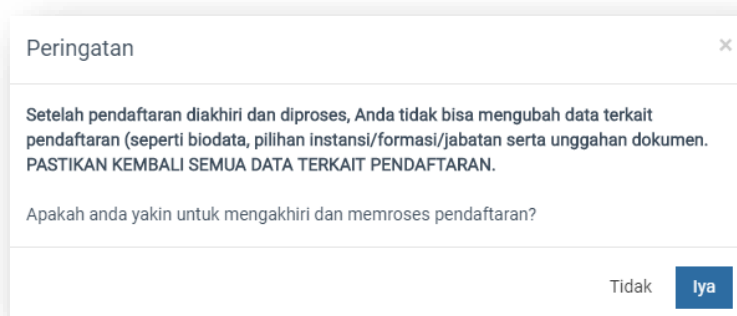 Peringatan ×
Setelah pendaftaran diakhiri dan diproses, Anda tidak bisa mengubah data terkait
pendaftaran (seperti biodata, pilihan instansi/formasi/jabatan serta unggahan dokumen.
PASTIKAN KEMBALI SEMUA DATA TERKAIT PENDAFTARAN.
Apakah anda yakin untuk mengakhiri dan memroses pendaftaran?
Tidak Iya